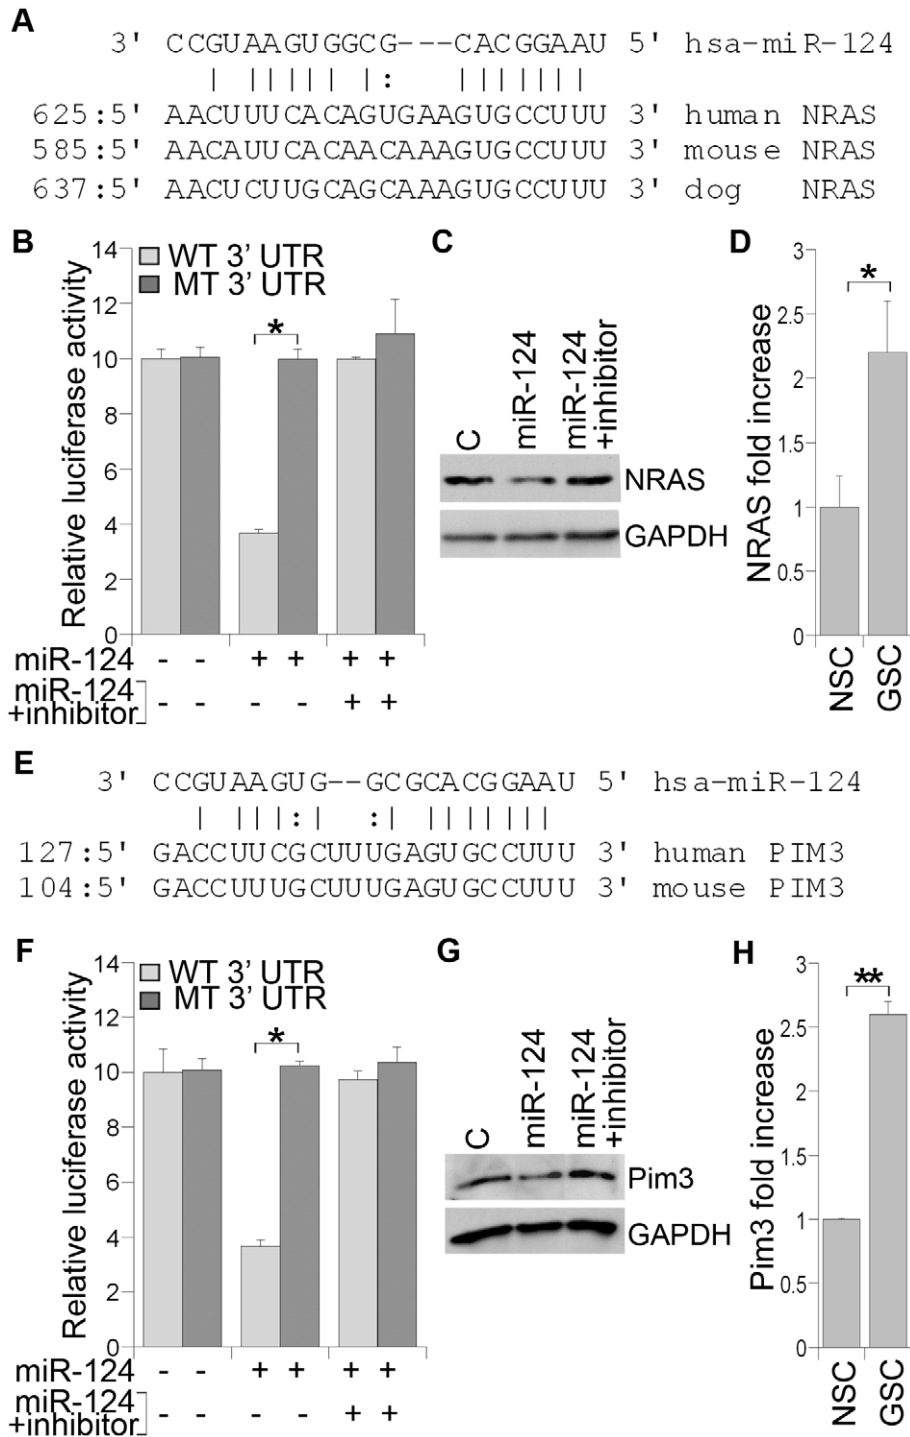 A
3' CCGUAAGUGGCG---CACGGAAU 5' hsa-miR-124
625:5' AACUUUCACAGUGAAGUGCCUUU 3' human NRAS
585:5' AACAUUCACAACAAAGUGCCUUU 3' mouse NRAS
637:5' AACUCUUGCAGCAAAGUGCCUUU 3' dog NRAS
B
Relative luciferase activity
14
12
10
8
6
4
2
0
WT 3’ UTR
MT 3’ UTR
*
miR-124 - - + + + +
miR-124
+inhibitor - - - - + +
C
C
miR-124
miR-124
+inhibitor
NRAS
GAPDH
D
NRAS fold increase
3
2.5
2
1.5
1
0.5
0
*
NSC
GSC
E
3' CCGUAAGUG--GCGCACGGAAU 5' hsa-miR-124
127:5' GACCUUCGCUUUGAGUGCCUUU 3' human PIM3
104:5' GACCUUUGCUUUGAGUGCCUUU 3' mouse PIM3
F
Relative luciferase activity
14
12
10
8
6
4
2
0
WT 3’ UTR
MT 3’ UTR
*
miR-124 - - + + + +
miR-124
+inhibitor - - - - + +
G
C
miR-124
miR-124
+inhibitor
Pim3
GAPDH
H
Pim3 fold increase
3
2.5
2
1.5
1
0.5
0
**
NSC
GSC